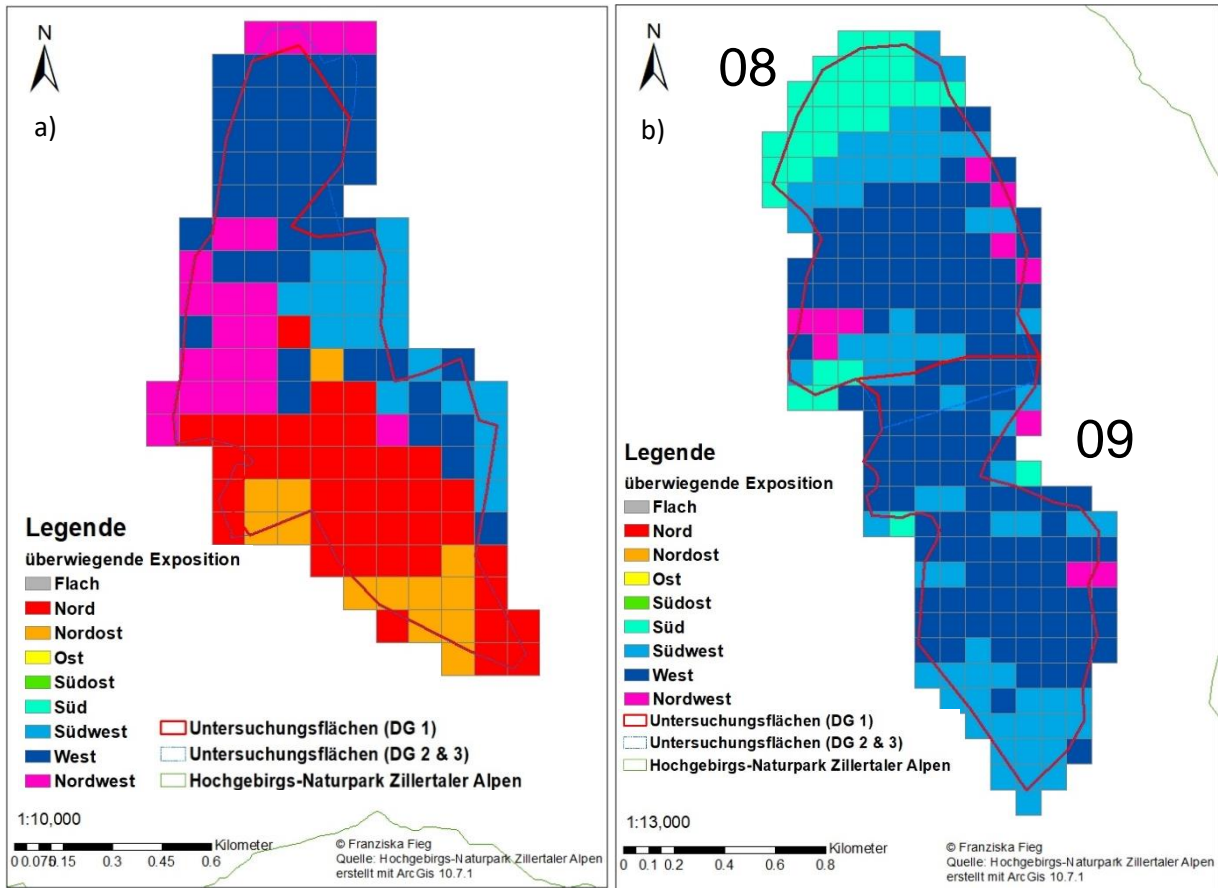 N
a)
Legende
überwiegende Exposition
Flach
Nord
Nordost
Ost
Südost
Süd
Südwest
West
Nordwest
Untersuchungsflächen (DG 1)
Untersuchungsflächen (DG 2 & 3)
Hochgebirgs-Naturpark Zillertaler Alpen
1:10,000
Kilometer
0 0.075 0.15 0.3 0.45 0.6
© Franziska Fieg
Quelle: Hochgebirgs-Naturpark Zillertaler Alpen
erstellt mit ArcGis 10.7.1
N
08
b)
09
Legende
überwiegende Exposition
Flach
Nord
Nordost
Ost
Südost
Süd
Südwest
West
Nordwest
Untersuchungsflächen (DG 1)
Untersuchungsflächen (DG 2 & 3)
Hochgebirgs-Naturpark Zillertaler Alpen
1:13,000
Kilometer
0 0.1 0.2 0.4 0.6 0.8
© Franziska Fieg
Quelle: Hochgebirgs-Naturpark Zillertaler Alpen
erstellt mit ArcGis 10.7.1